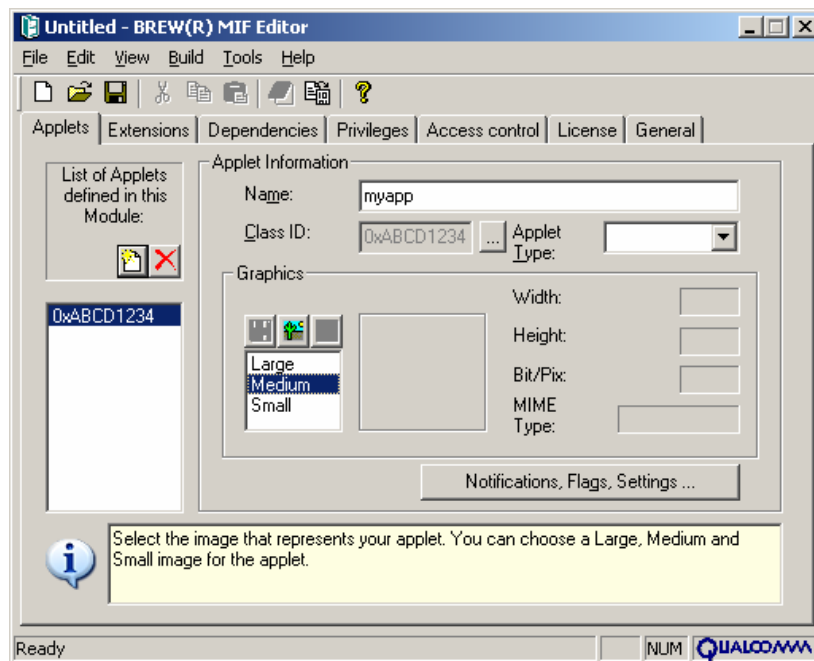 Untitled - BREW(R) MIF Editor
File Edit View Build Tools Help
Applets Extensions Dependencies Privileges Access control License General
List of Applets
defined in this
Module:
Applet Information
Name: myapp
Class ID: 0xABCD1234 ... Applet
Type:
Graphics
0xABCD1234
Large
Medium
Small
Width:
Height:
Bit/Pix:
MIME
Type:
Notifications, Flags, Settings ...
Select the image that represents your applet. You can choose a Large, Medium and
Small image for the applet.
Ready NUM QUALCOMM